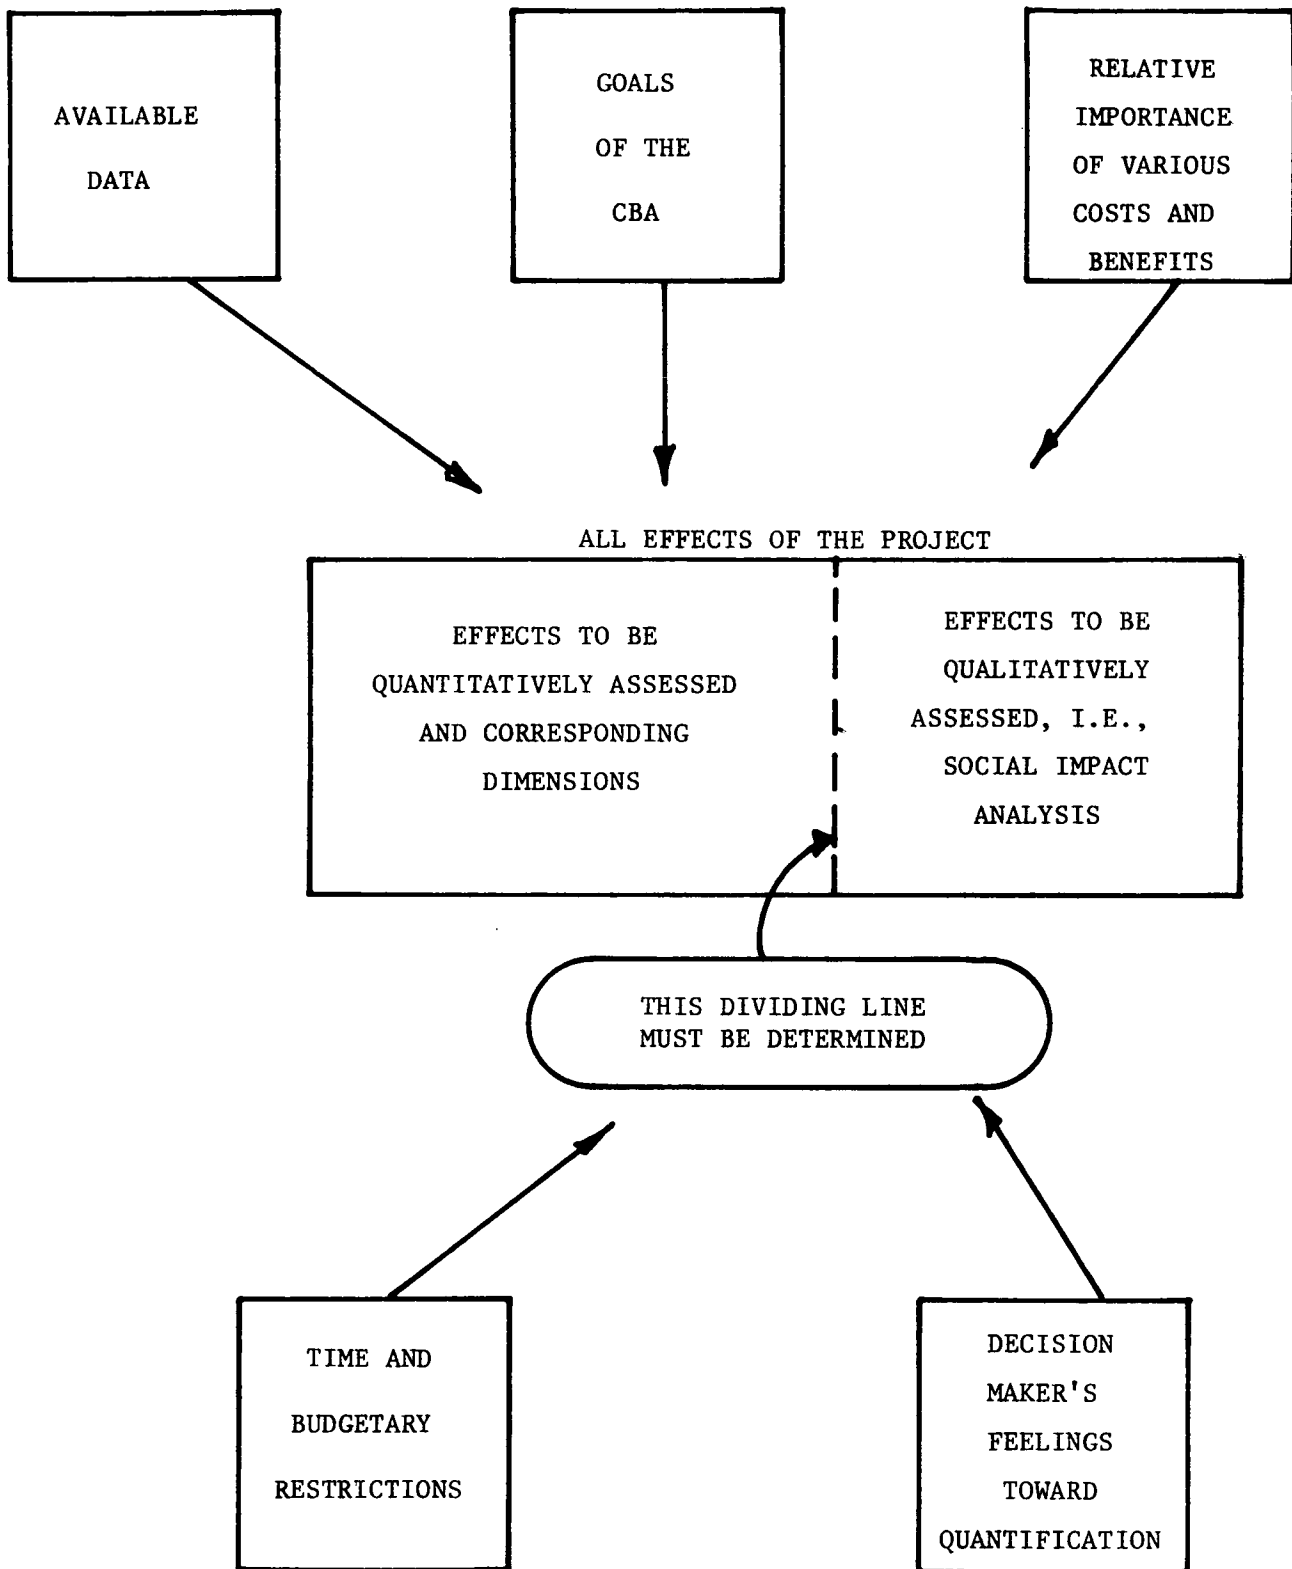 AVAILABLE
DATA
GOALS
OF THE
CBA
RELATIVE
IMPORTANCE
OF VARIOUS
COSTS AND
BENEFITS
ALL EFFECTS OF THE PROJECT
EFFECTS TO BE
QUANTITATIVELY ASSESSED
AND CORRESPONDING
DIMENSIONS
EFFECTS TO BE
QUALITATIVELY
ASSESSED, I.E.,
SOCIAL IMPACT
ANALYSIS
THIS DIVIDING LINE
MUST BE DETERMINED
TIME AND
BUDGETARY
RESTRICTIONS
DECISION
MAKER'S
FEELINGS
TOWARD
QUANTIFICATION